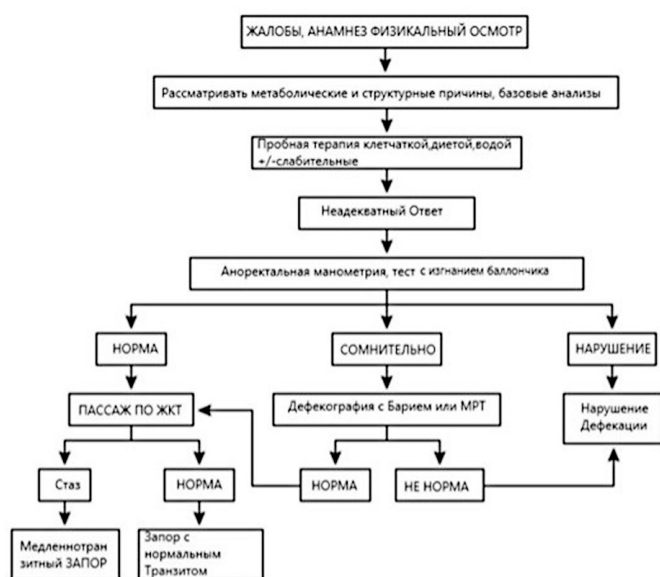 ЖАЛОБЫ, АНАМНЕЗ ФИЗИКАЛЬНЫЙ ОСМОТР
Рассматривать метаболические и структурные причины, базовые анализы
Пробная терапия клетчаткой,диетой,водой
+/-слабительные
Неадекватный Ответ
Аноректальная манометрия, тест с изгнанием баллончика
НОРМА
СОМНИТЕЛЬНО
НАРУШЕНИЕ
ПАССАЖ ПО ЖКТ
Дефекография с Барием или МРТ
Нарушение
Дефекации
Стаз
НОРМА
НОРМА
НЕ НОРМА
Медленнотран
зитный ЗАПОР
Запор с
нормальным
Транзитом